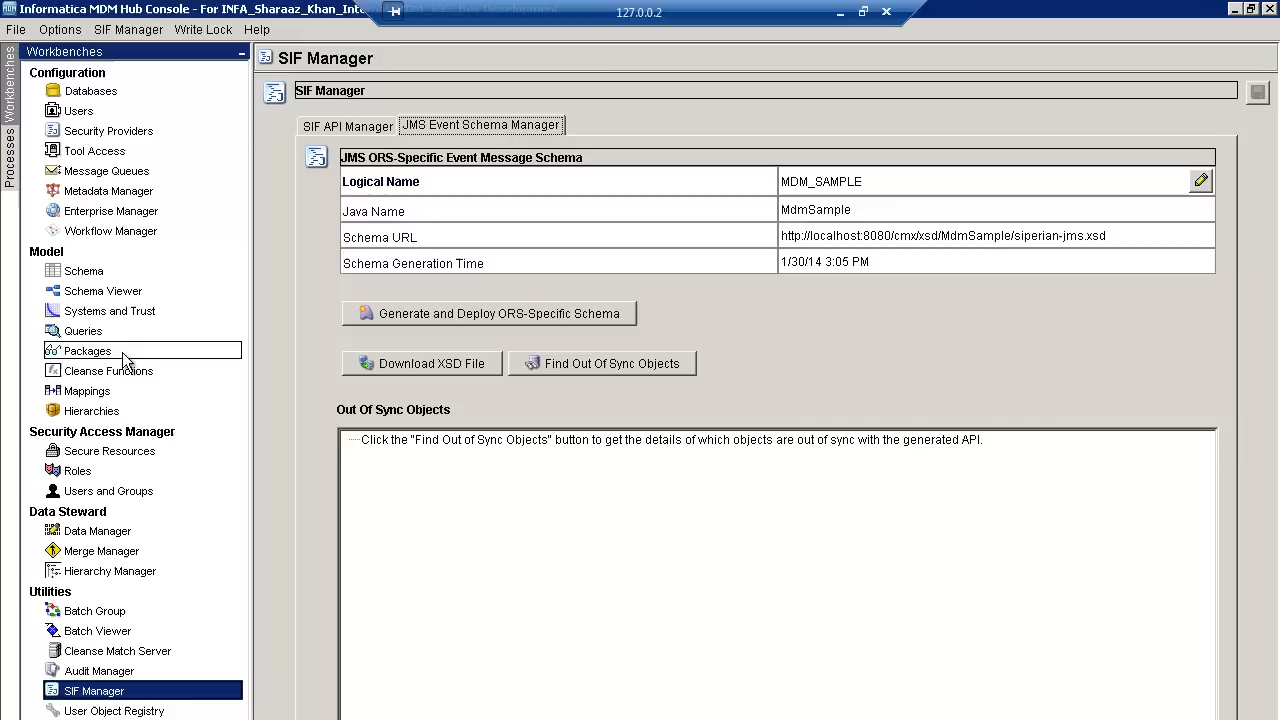 Informatica MDM Hub Console - For INFA_Sharaaz_Khan_Int
127.0.0.2
File Options SIF Manager Write Lock Help
Workbenches
Processes
Workbenches
Configuration
Databases
Users
Security Providers
Tool Access
Message Queues
Metadata Manager
Enterprise Manager
Workflow Manager
Model
Schema
Schema Viewer
Systems and Trust
Queries
Packages
Cleanse Functions
Mappings
Hierarchies
Security Access Manager
Secure Resources
Roles
Users and Groups
Data Steward
Data Manager
Merge Manager
Hierarchy Manager
Utilities
Batch Group
Batch Viewer
Cleanse Match Server
Audit Manager
SIF Manager
User Object Registry
SIF Manager
SIF Manager
SIF API Manager JMS Event Schema Manager
JMS ORS-Specific Event Message Schema
Logical Name MDM_SAMPLE
Java Name MdmSample
Schema URL http://localhost:8080/cmx/xsd/MdmSample/siperian-jms.xsd
Schema Generation Time 1/30/14 3:05 PM
Generate and Deploy ORS-Specific Schema
Download XSD File Find Out Of Sync Objects
Out Of Sync Objects
Click the "Find Out of Sync Objects" button to get the details of which objects are out of sync with the generated API.